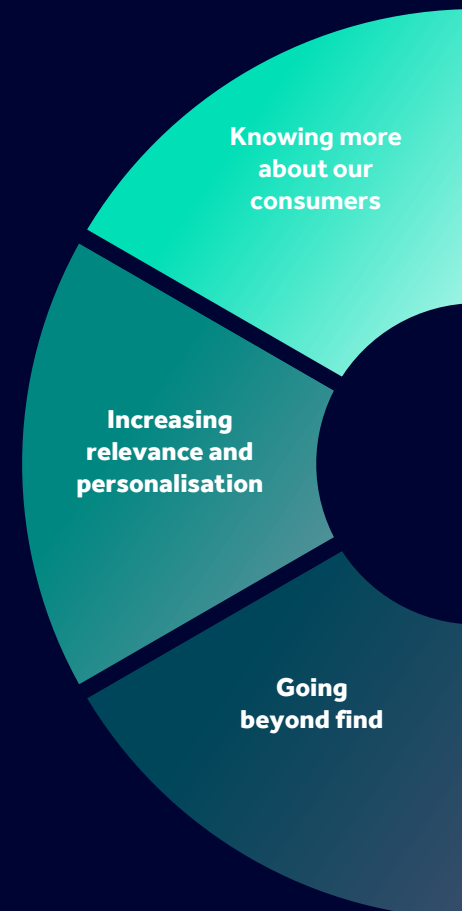 Knowing more
about our
consumers
Increasing
relevance and
personalisation
Going
beyond find